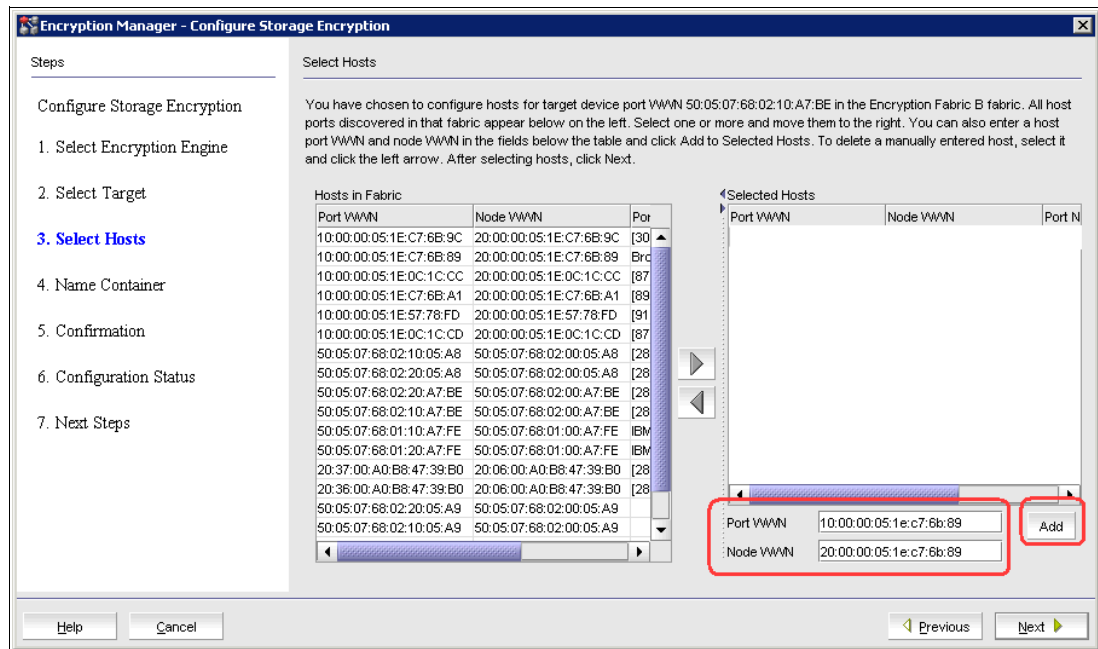 Encryption Manager - Configure Storage Encryption
Steps
Configure Storage Encryption
1. Select Encryption Engine
2. Select Target
3. Select Hosts
4. Name Container
5. Confirmation
6. Configuration Status
7. Next Steps
Select Hosts
You have chosen to configure hosts for target device port WWN 50:05:07:68:02:10:A7:BE in the Encryption Fabric B fabric. All host
ports discovered in that fabric appear below on the left. Select one or more and move them to the right. You can also enter a host
port WWN and node WWN in the fields below the table and click Add to Selected Hosts. To delete a manually entered host, select it
and click the left arrow. After selecting hosts, click Next.
Hosts in Fabric
Port WWN Node WWN Por
10:00:00:05:1E:C7:6B:9C 20:00:00:05:1E:C7:6B:9C [30
10:00:00:05:1E:C7:6B:89 20:00:00:05:1E:C7:6B:89 Brc
10:00:00:05:1E:0C:1C:CC 20:00:00:05:1E:0C:1C:CC [87
10:00:00:05:1E:C7:6B:A1 20:00:00:05:1E:C7:6B:A1 [89
10:00:00:05:1E:57:78:FD 20:00:00:05:1E:57:78:FD [91
10:00:00:05:1E:0C:1C:CD 20:00:00:05:1E:0C:1C:CD [87
50:05:07:68:02:10:05:A8 50:05:07:68:02:00:05:A8 [28
50:05:07:68:02:20:05:A8 50:05:07:68:02:00:05:A8 [28
50:05:07:68:02:20:A7:BE 50:05:07:68:02:00:A7:BE [28
50:05:07:68:02:10:A7:BE 50:05:07:68:02:00:A7:BE [28
50:05:07:68:01:10:A7:FE 50:05:07:68:01:00:A7:FE IBM
50:05:07:68:01:20:A7:FE 50:05:07:68:01:00:A7:FE IBM
20:37:00:A0:B8:47:39:B0 20:06:00:A0:B8:47:39:B0 [28
20:36:00:A0:B8:47:39:B0 20:06:00:A0:B8:47:39:B0 [28
50:05:07:68:02:20:05:A9 50:05:07:68:02:00:05:A9
50:05:07:68:02:10:05:A9 50:05:07:68:02:00:05:A9
Selected Hosts
Port WWN Node WWN Port N
Port WWN 10:00:00:05:1e:c7:6b:89
Add
Node WWN 20:00:00:05:1e:c7:6b:89
Help Cancel Previous Next